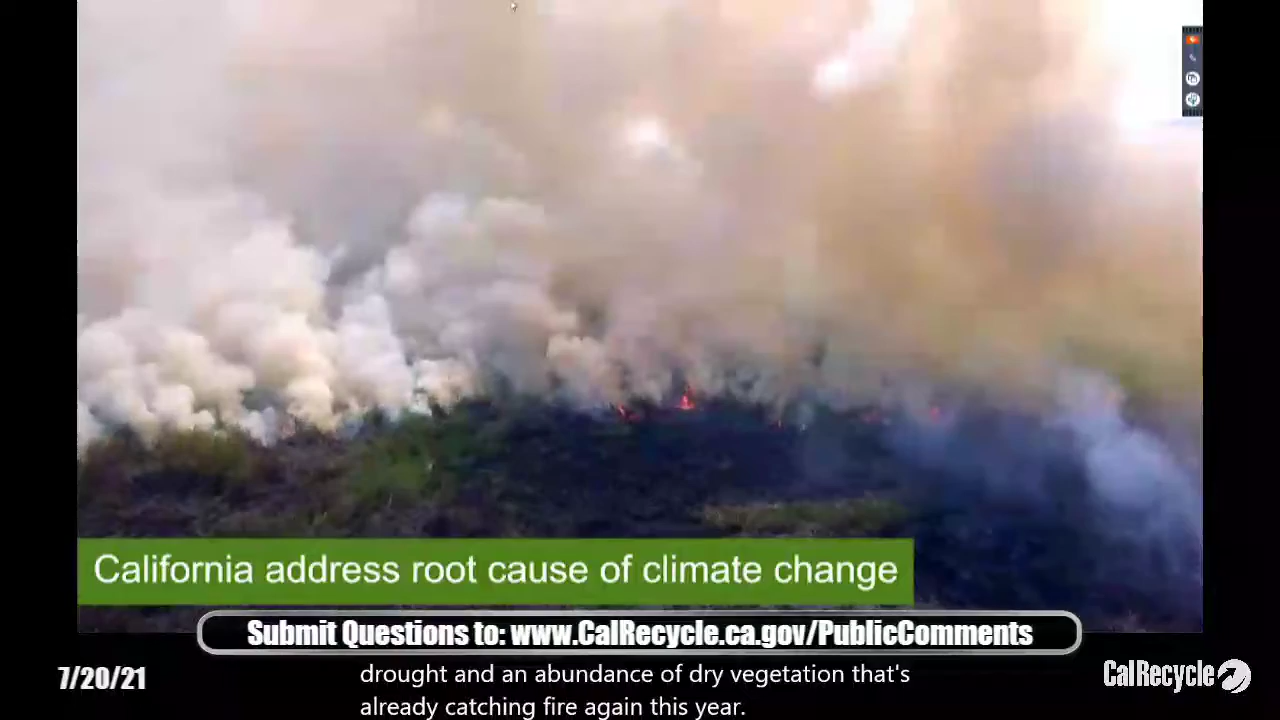 California address root cause of climate change
Submit Questions to: www.CalRecycle.ca.gov/PublicComments
7/20/21
drought and an abundance of dry vegetation that's
already catching fire again this year.
CalRecycle